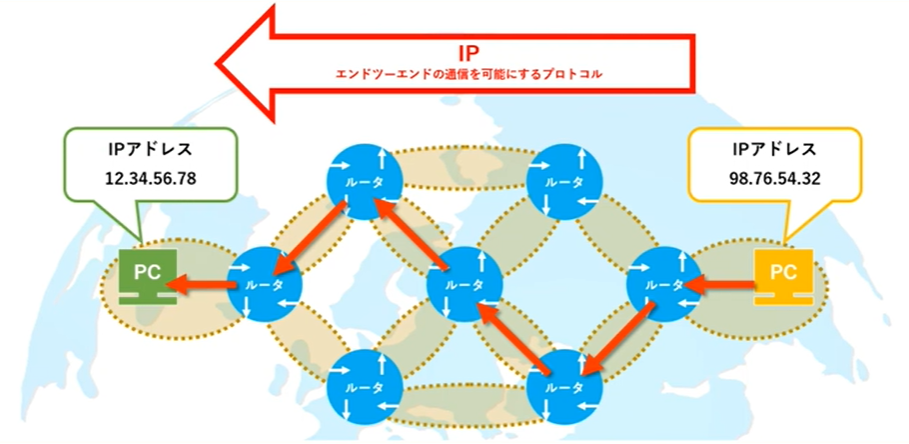 IP
エンドツーエンドの通信を可能にするプロトコル
IPアドレス
12.34.56.78
IPアドレス
98.76.54.32
ルータ
ルータ
PC
ルータ
ルータ
ルータ
PC
ルータ
ルータ